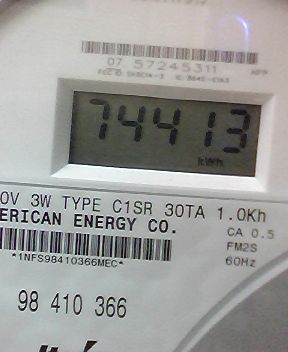 07 57245311
74413
kWh
0V 3W TYPE C1SR 30TA 1.0Kh
ERICAN ENERGY CO.
CA 0.5
FM2S
60Hz
*1NFS98410366MEC*
98 410 366